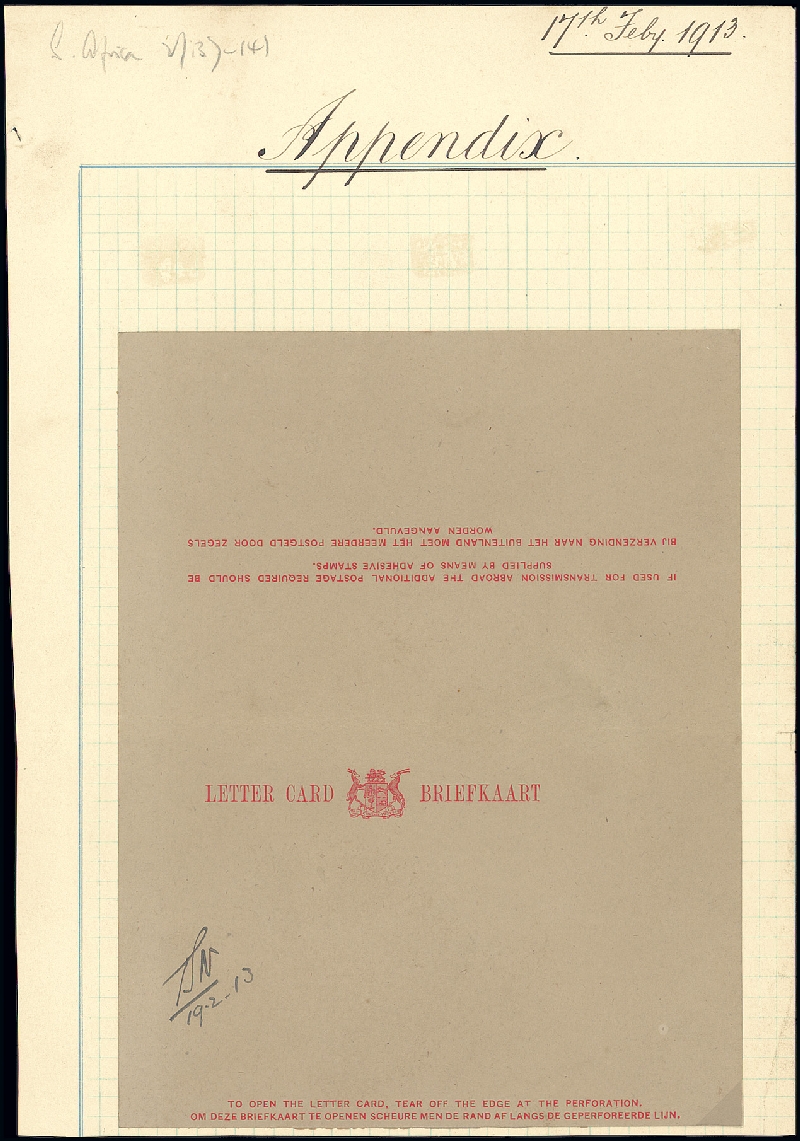 17th Feby. 1913.
S. Africa
Appendix.
IF USED FOR TRANSMISSION ABROAD THE ADDITIONAL POSTAGE REQUIRED SHOULD BE
SUPPLIED BY MEANS OF ADHESIVE STAMPS.
BIJ VERZENDING NAAR HET BUITENLAND MOET HET MEERDERE POSTGELD DOOR ZEGELS
WORDEN AANGEVULD.
LETTER CARD BRIEFKAART
19-2-13
TO OPEN THE LETTER CARD, TEAR OFF THE EDGE AT THE PERFORATION.
OM DEZE BRIEFKAART TE OPENEN SCHEURE MEN DE RAND AF LANGS DE GEPERFOREERDE LIJN.